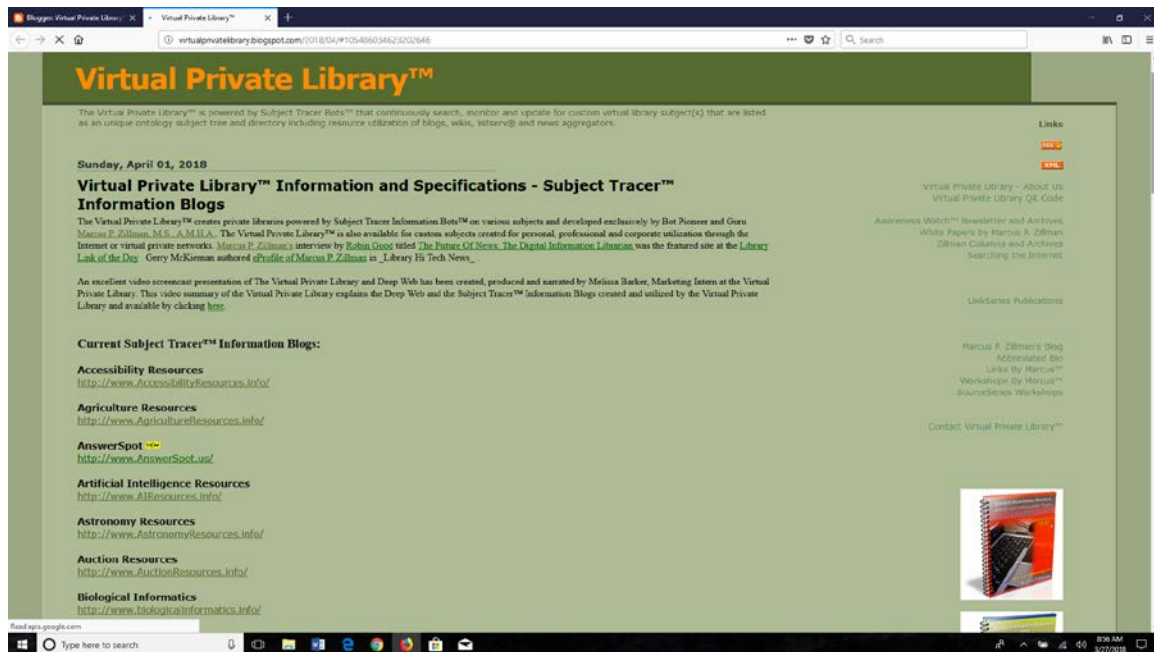 Blogger: Virtual Private Library
Virtual Private Library™
virtualprivatelibrary.blogspot.com/2018/04/#105486034623202646
Search
Virtual Private Library™
The Virtual Private Library™ is powered by Subject Tracer Bots™ that continuously search, monitor and update for custom virtual library subject(s) that are listed
as an unique ontology subject tree and directory including resource utilization of blogs, wikis, listserv® and news aggregators.
Sunday, April 01, 2018
Virtual Private Library™ Information and Specifications - Subject Tracer™
Information Blogs
The Virtual Private Library™ creates private libraries powered by Subject Tracer Information Bots™ on various subjects and developed exclusively by Bot Pioneer and Guru
Marcus P. Zillman, M.S., A.M.H.A.. The Virtual Private Library™ is also available for custom subjects created for personal, professional and corporate utilization through the
Internet or virtual private networks. Marcus P. Zillman's interview by Robin Good titled The Future Of News: The Digital Information Librarian was the featured site at the Library
Link of the Day. Gerry McKiernan authored eProfile of Marcus P. Zillman in _Library Hi Tech News_
An excellent video screencast presentation of The Virtual Private Library and Deep Web has been created, produced and narrated by Melissa Barker, Marketing Intern at the Virtual
Private Library. This video summary of the Virtual Private Library explains the Deep Web and the Subject Tracer™ Information Blogs created and utilized by the Virtual Private
Library and available by clicking here.
Current Subject Tracer™ Information Blogs:
Accessibility Resources
http://www.AccessibilityResources.info/
Agriculture Resources
http://www.AgricultureResources.info/
AnswerSpot NEW
http://www.AnswerSpot.us/
Artificial Intelligence Resources
http://www.AIResources.info/
Astronomy Resources
http://www.AstronomyResources.info/
Auction Resources
http://www.AuctionResources.info/
Biological Informatics
http://www.biologicalinformatics.info/
Links
XML
Virtual Private Library - About Us
Virtual Private Library QR Code
Awareness Watch™ Newsletter and Archives
White Papers by Marcus P. Zillman
Zillman Columns and Archives
Searching the Internet
LinkSeries Publications
Marcus P. Zillman's Blog
Abbreviated Bio
Links By Marcus™
Workshops By Marcus™
SourceSeries Workshops
Contact Virtual Private Library™
Read apis.google.com
Type here to search
8:56 AM
3/27/2018